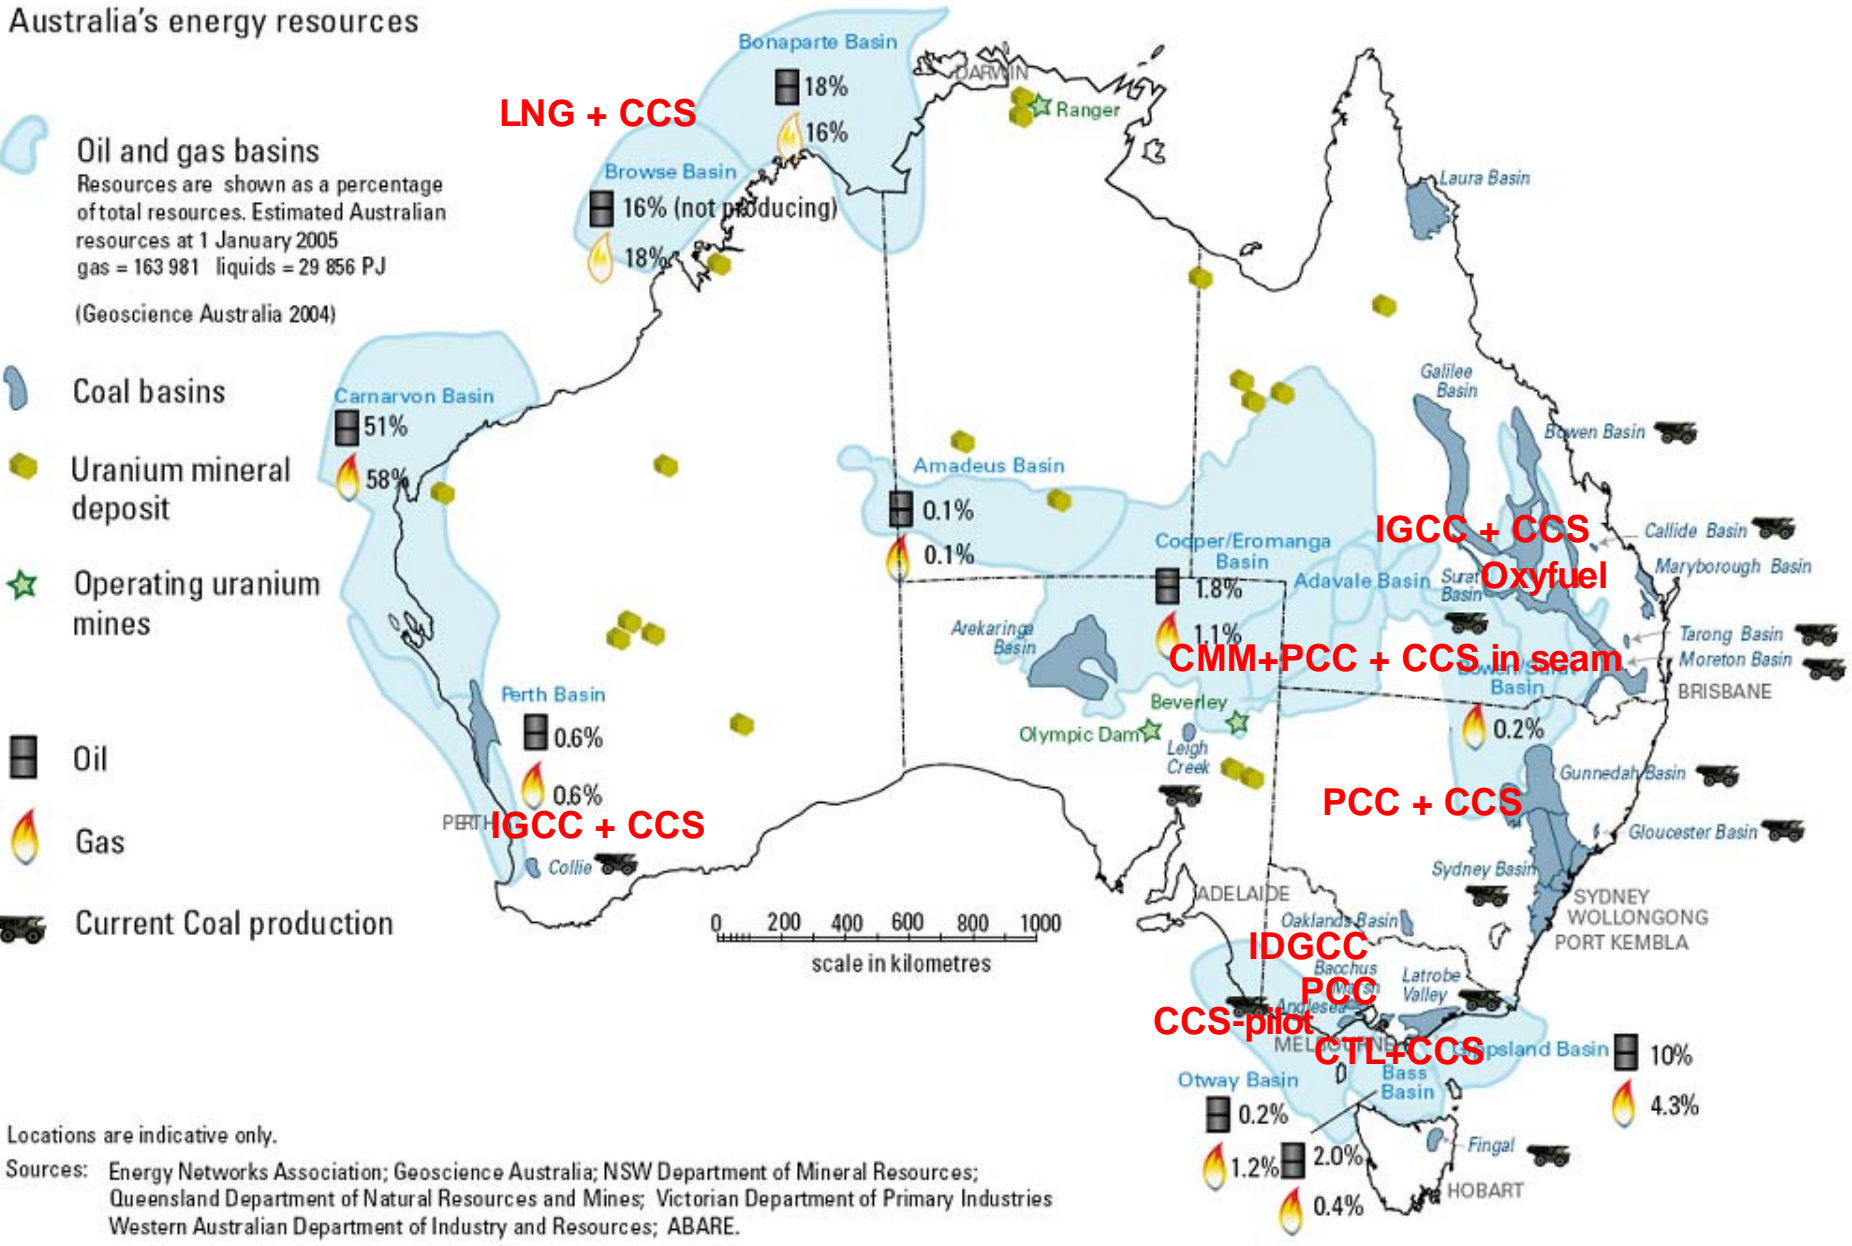 Australia's energy resources
Oil and gas basins
Resources are shown as a percentage
of total resources. Estimated Australian
resources at 1 January 2005
gas = 163 981 liquids = 29 856 PJ
(Geoscience Australia 2004)
Coal basins
Uranium mineral
deposit
Operating uranium
mines
Oil
Gas
Current Coal production
Bonaparte Basin
18%
16%
DARWIN
Ranger
LNG + CCS
Browse Basin
16% (not producing)
18%
Laura Basin
Carnarvon Basin
51%
58%
Galilee
Basin
Bowen Basin
Amadeus Basin
0.1%
0.1%
IGCC + CCS
Oxyfuel
Callide Basin
Maryborough Basin
Cooper/Eromanga
Basin
1.8%
1.1%
Adavale Basin
Surat
Basin
Arekaringa
Basin
CMM+PCC + CCS in seam
Bowen/Surat
Basin
0.2%
Tarong Basin
Moreton Basin
BRISBANE
Perth Basin
0.6%
0.6%
PERTH
IGCC + CCS
Collie
Beverley
Olympic Dam
Leigh
Creek
Gunnedah Basin
PCC + CCS
Gloucester Basin
Sydney Basin
SYDNEY
WOLLONGONG
PORT KEMBLA
ADELAIDE
Oaklands Basin
0 200 400 600 800 1000
scale in kilometres
IDGCC
Bacchus
Marsh
PCC
Latrobe
Valley
Anglesea
CCS-pilot
MELBOURNE
CTL+CCS
Gippsland Basin
10%
4.3%
Bass
Basin
Otway Basin
0.2%
1.2%
2.0%
0.4%
Fingal
HOBART
Locations are indicative only.
Sources: Energy Networks Association; Geoscience Australia; NSW Department of Mineral Resources;
Queensland Department of Natural Resources and Mines; Victorian Department of Primary Industries
Western Australian Department of Industry and Resources; ABARE.